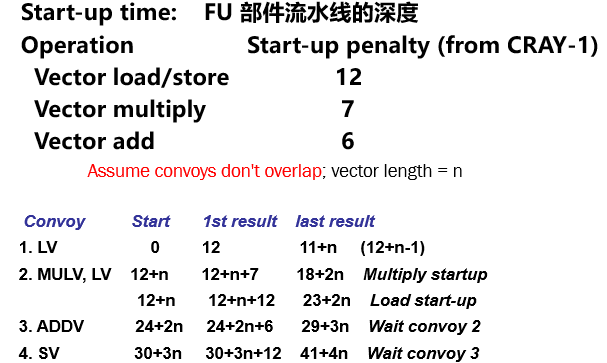 Start-up time: FU 部件流水线的深度
Operation Start-up penalty (from CRAY-1)
Vector load/store 12
Vector multiply 7
Vector add 6
Assume convoys don't overlap; vector length = n
Convoy Start 1st result last result
1. LV 0 12 11+n (12+n-1)
2. MULV, LV 12+n 12+n+7 18+2n Multiply startup
12+n 12+n+12 23+2n Load start-up
3. ADDV 24+2n 24+2n+6 29+3n Wait convoy 2
4. SV 30+3n 30+3n+12 41+4n Wait convoy 3